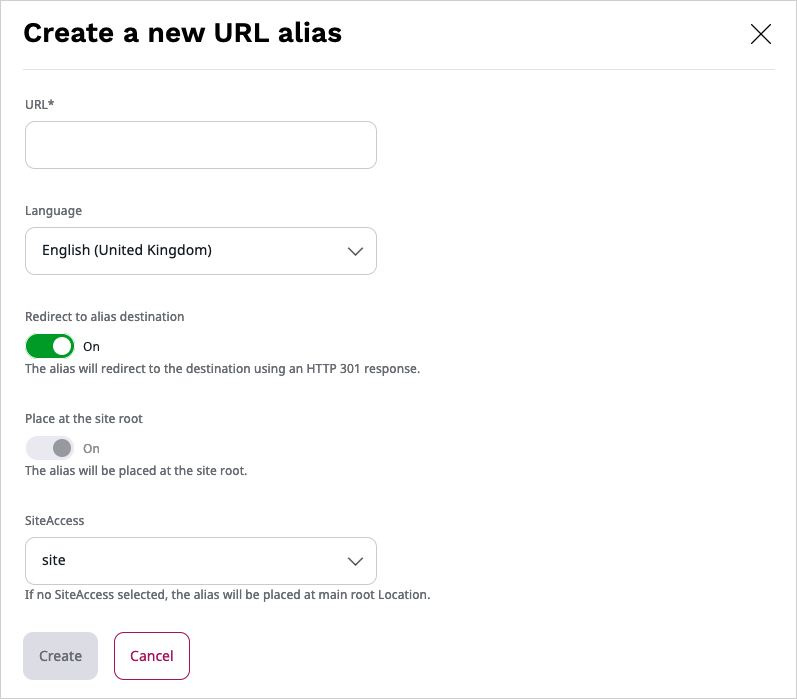 Create a new URL alias
URL*
Language
English (United Kingdom)
Redirect to alias destination
On
The alias will redirect to the destination using an HTTP 301 response.
Place at the site root
On
The alias will be placed at the site root.
SiteAccess
site
If no SiteAccess selected, the alias will be placed at main root Location.
Create
Cancel